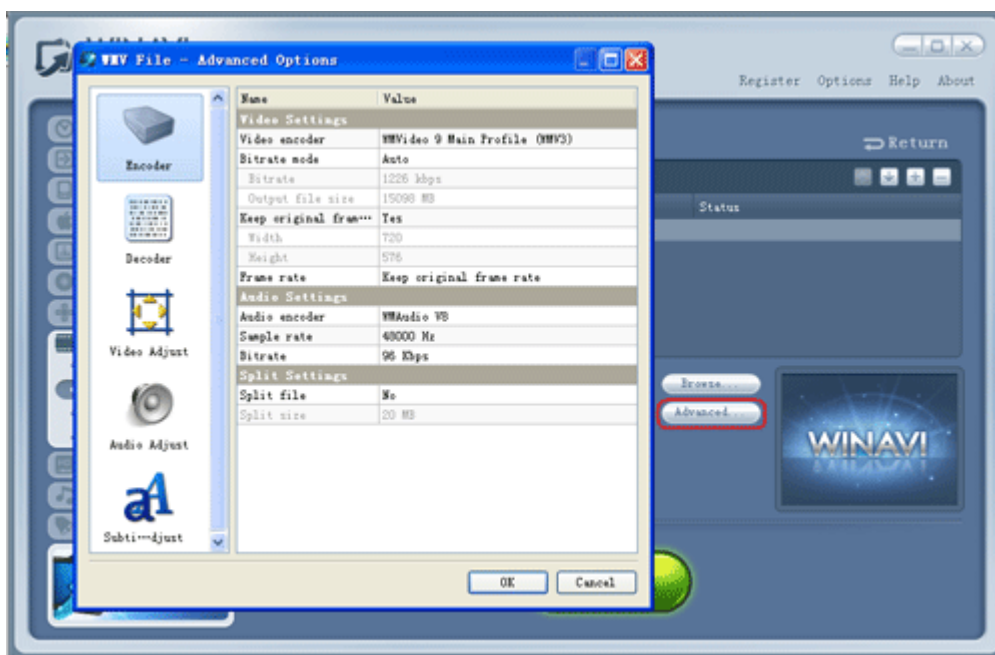 WMV File - Advanced Options
Register Options Help About
Return
Status
Encoder
Decoder
Video Adjust
Audio Adjust
Subti…djust
Name Value
Video Settings
Video encoder WMVideo 9 Main Profile (WMV3)
Bitrate mode Auto
Bitrate 1226 kbps
Output file size 15098 MB
Keep original fram… Yes
Width 720
Height 576
Frame rate Keep original frame rate
Audio Settings
Audio encoder WMAudio V8
Sample rate 48000 Hz
Bitrate 96 Kbps
Split Settings
Split file No
Split size 20 MB
Browse...
Advanced...
WINAVI
OK Cancel